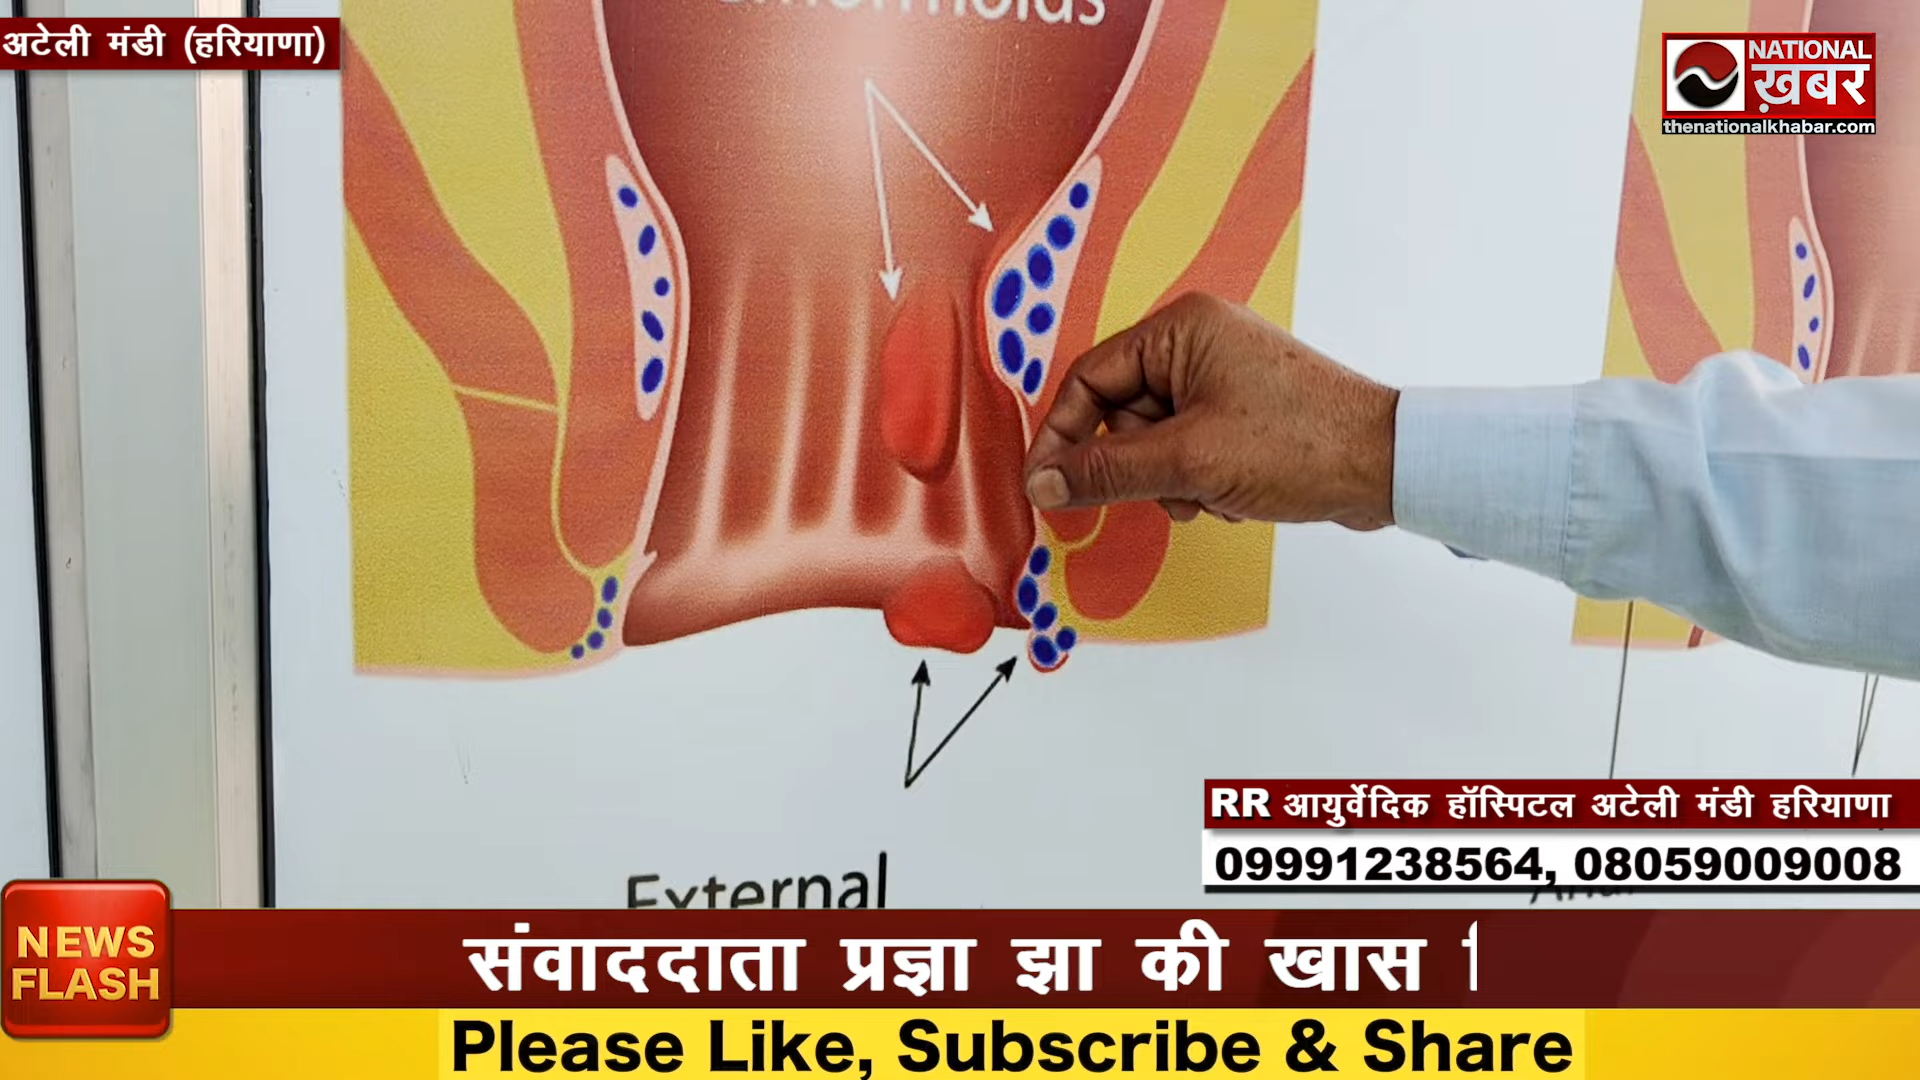 अटेली मंडी (हरियाणा)
NATIONAL
ख़बर
thenationalkhabar.com
External
RR आयुर्वेदिक हॉस्पिटल अटेली मंडी हरियाणा
09991238564, 08059009008
NEWS
FLASH
संवाददाता प्रज्ञा झा की खास
Please Like, Subscribe & Share